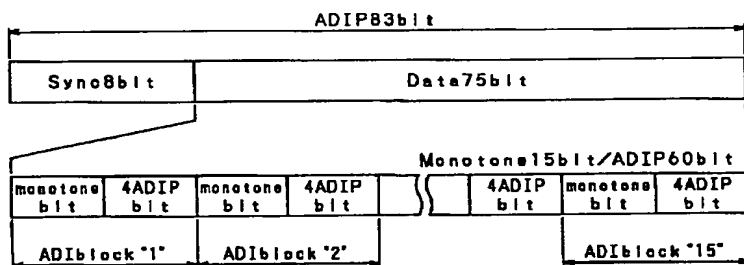 ADIP83bit
Sync8bit Data75bit
Monotone15bit/ADIP60bit
monotone bit 4ADIP bit monotone bit 4ADIP bit 4ADIP bit monotone bit 4ADIP bit
ADIblock"1" ADIblock"2" ADIblock"15"